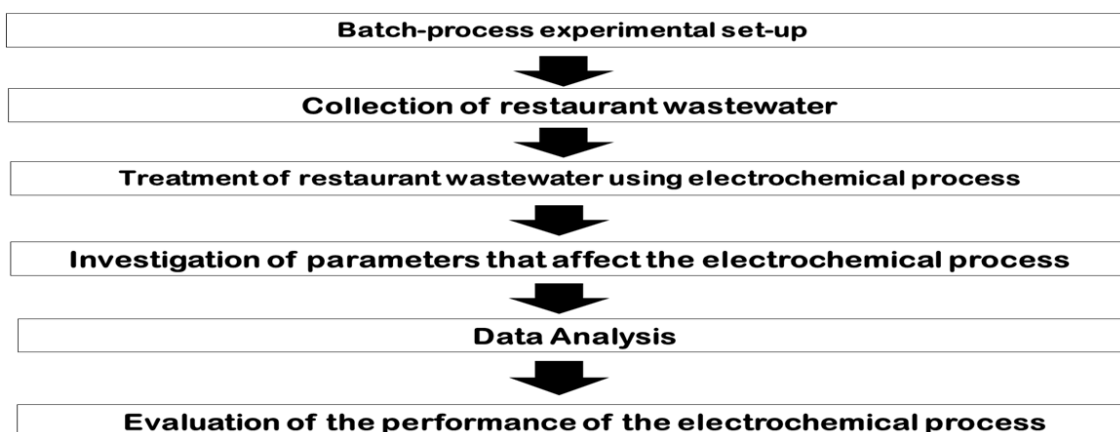 Batch-process experimental set-up
Collection of restaurant wastewater
Treatment of restaurant wastewater using electrochemical process
Investigation of parameters that affect the electrochemical process
Data Analysis
Evaluation of the performance of the electrochemical process